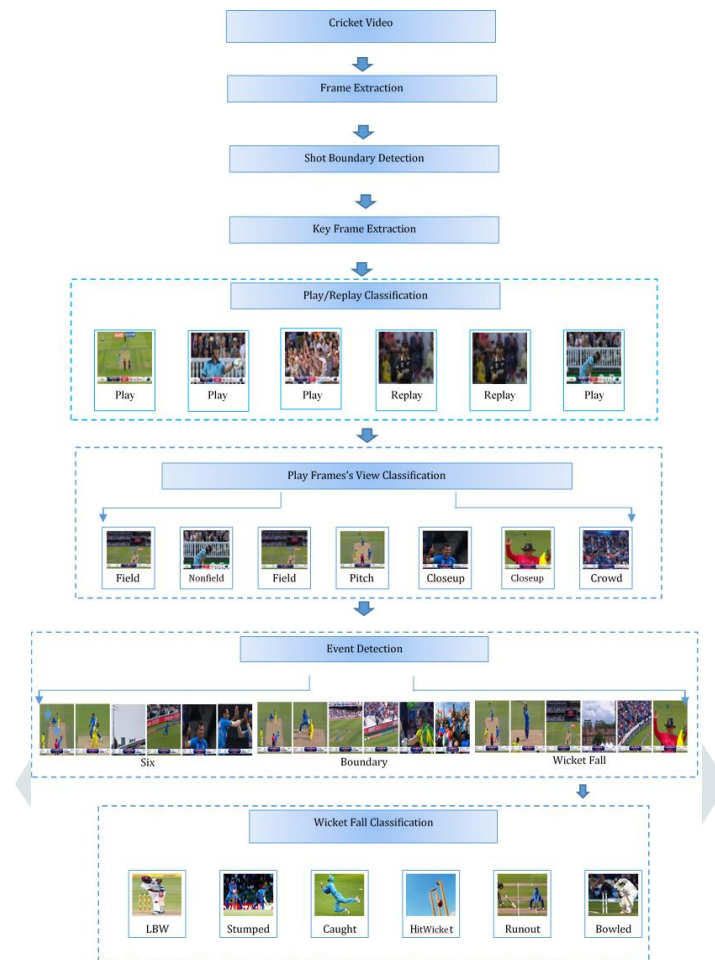 Cricket Video
Frame Extraction
Shot Boundary Detection
Key Frame Extraction
Play/Replay Classification
Play
Play
Play
Replay
Replay
Play
Play Frames's View Classification
Field
Nonfield
Field
Pitch
Closeup
Closeup
Crowd
Event Detection
Six
Boundary
Wicket Fall
Wicket Fall Classification
LBW
Stumped
Caught
HitWicket
Runout
Bowled